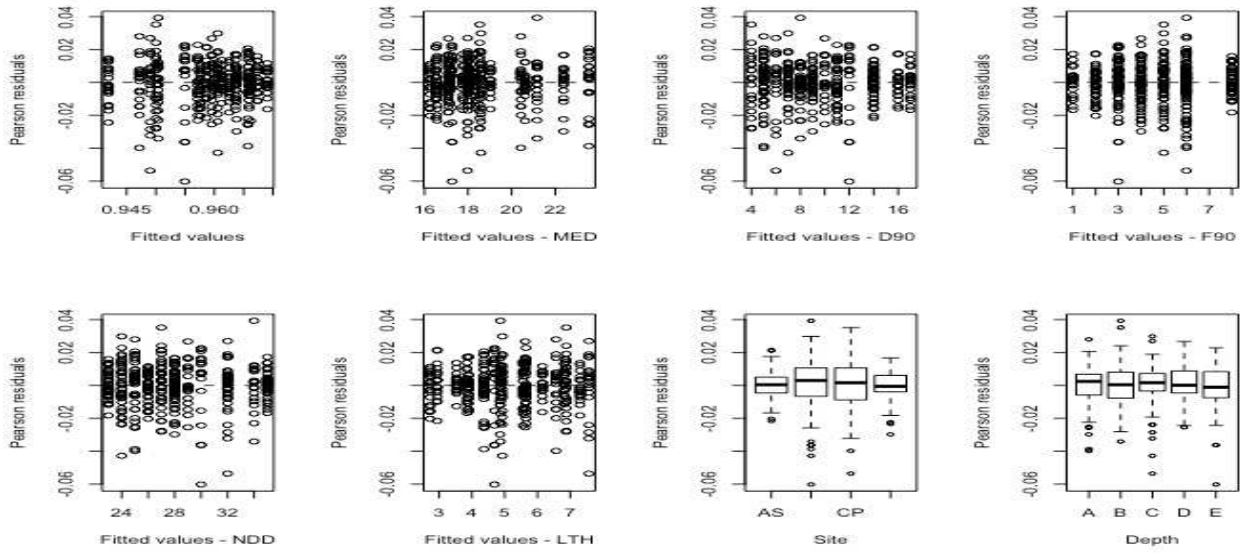 Pearson residuals
-0.06 -0.02 0.02 0.04
0.945 0.960
Fitted values
Pearson residuals
-0.06 -0.02 0.02 0.04
16 18 20 22
Fitted values - MED
Pearson residuals
-0.06 -0.02 0.02 0.04
4 8 12 16
Fitted values - D90
Pearson residuals
-0.06 -0.02 0.02 0.04
1 3 5 7
Fitted values - F90
Pearson residuals
-0.06 -0.02 0.02 0.04
24 28 32
Fitted values - NDD
Pearson residuals
-0.06 -0.02 0.02 0.04
3 4 5 6 7
Fitted values - LTH
Pearson residuals
-0.06 -0.02 0.02 0.04
AS CP
Site
Pearson residuals
-0.06 -0.02 0.02 0.04
A B C D E
Depth